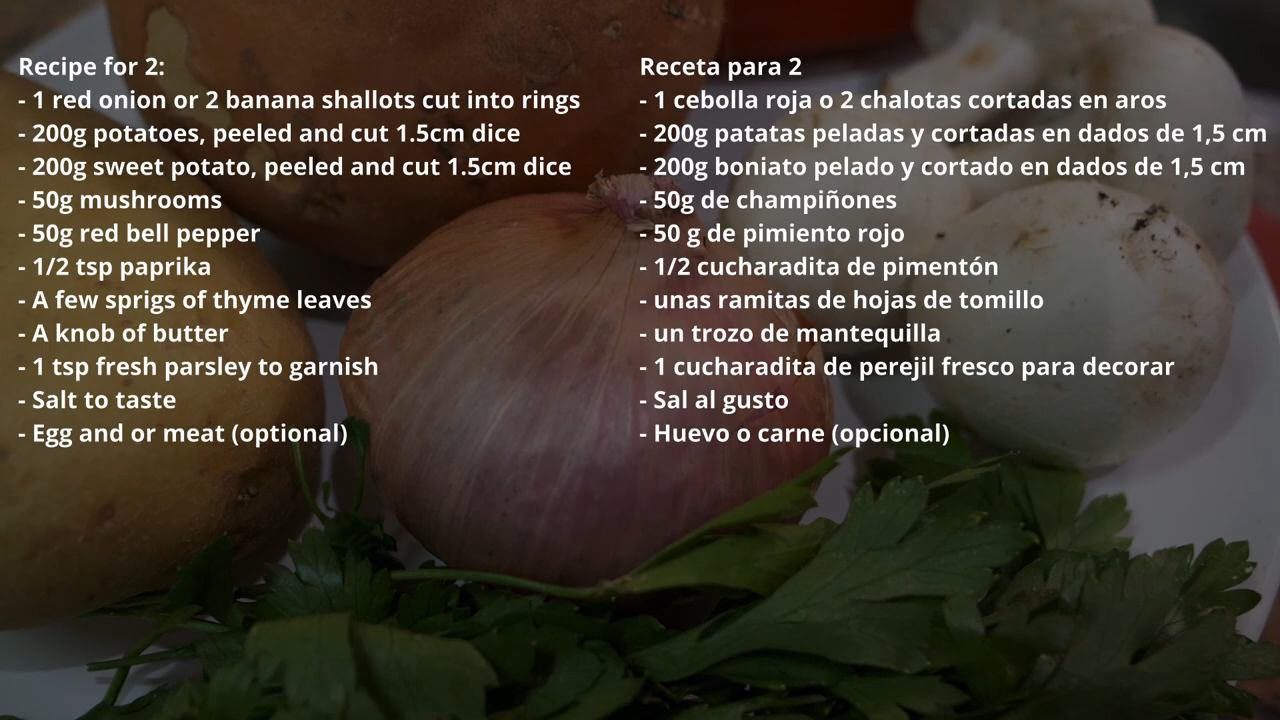 Recipe for 2:
- 1 red onion or 2 banana shallots cut into rings
- 200g potatoes, peeled and cut 1.5cm dice
- 200g sweet potato, peeled and cut 1.5cm dice
- 50g mushrooms
- 50g red bell pepper
- 1/2 tsp paprika
- A few sprigs of thyme leaves
- A knob of butter
- 1 tsp fresh parsley to garnish
- Salt to taste
- Egg and or meat (optional)
Receta para 2
- 1 cebolla roja o 2 chalotas cortadas en aros
- 200g patatas peladas y cortadas en dados de 1,5 cm
- 200g boniato pelado y cortado en dados de 1,5 cm
- 50g de champiñones
- 50 g de pimiento rojo
- 1/2 cucharadita de pimentón
- unas ramitas de hojas de tomillo
- un trozo de mantequilla
- 1 cucharadita de perejil fresco para decorar
- Sal al gusto
- Huevo o carne (opcional)